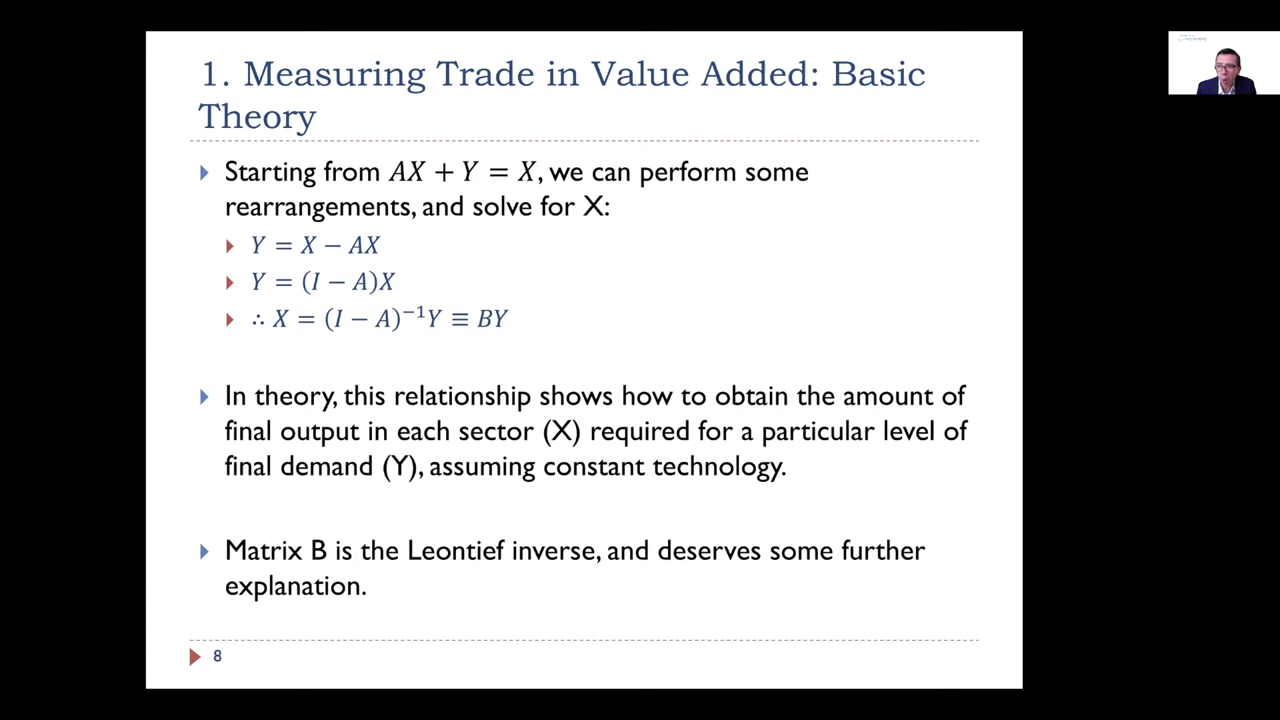 1. Measuring Trade in Value Added: Basic
Theory
Starting from AX + Y = X, we can perform some
rearrangements, and solve for X:
Y = X − AX
Y = (I − A)X
∴ X = (I − A)⁻¹Y ≡ BY
In theory, this relationship shows how to obtain the amount of
final output in each sector (X) required for a particular level of
final demand (Y), assuming constant technology.
Matrix B is the Leontief inverse, and deserves some further
explanation.
8